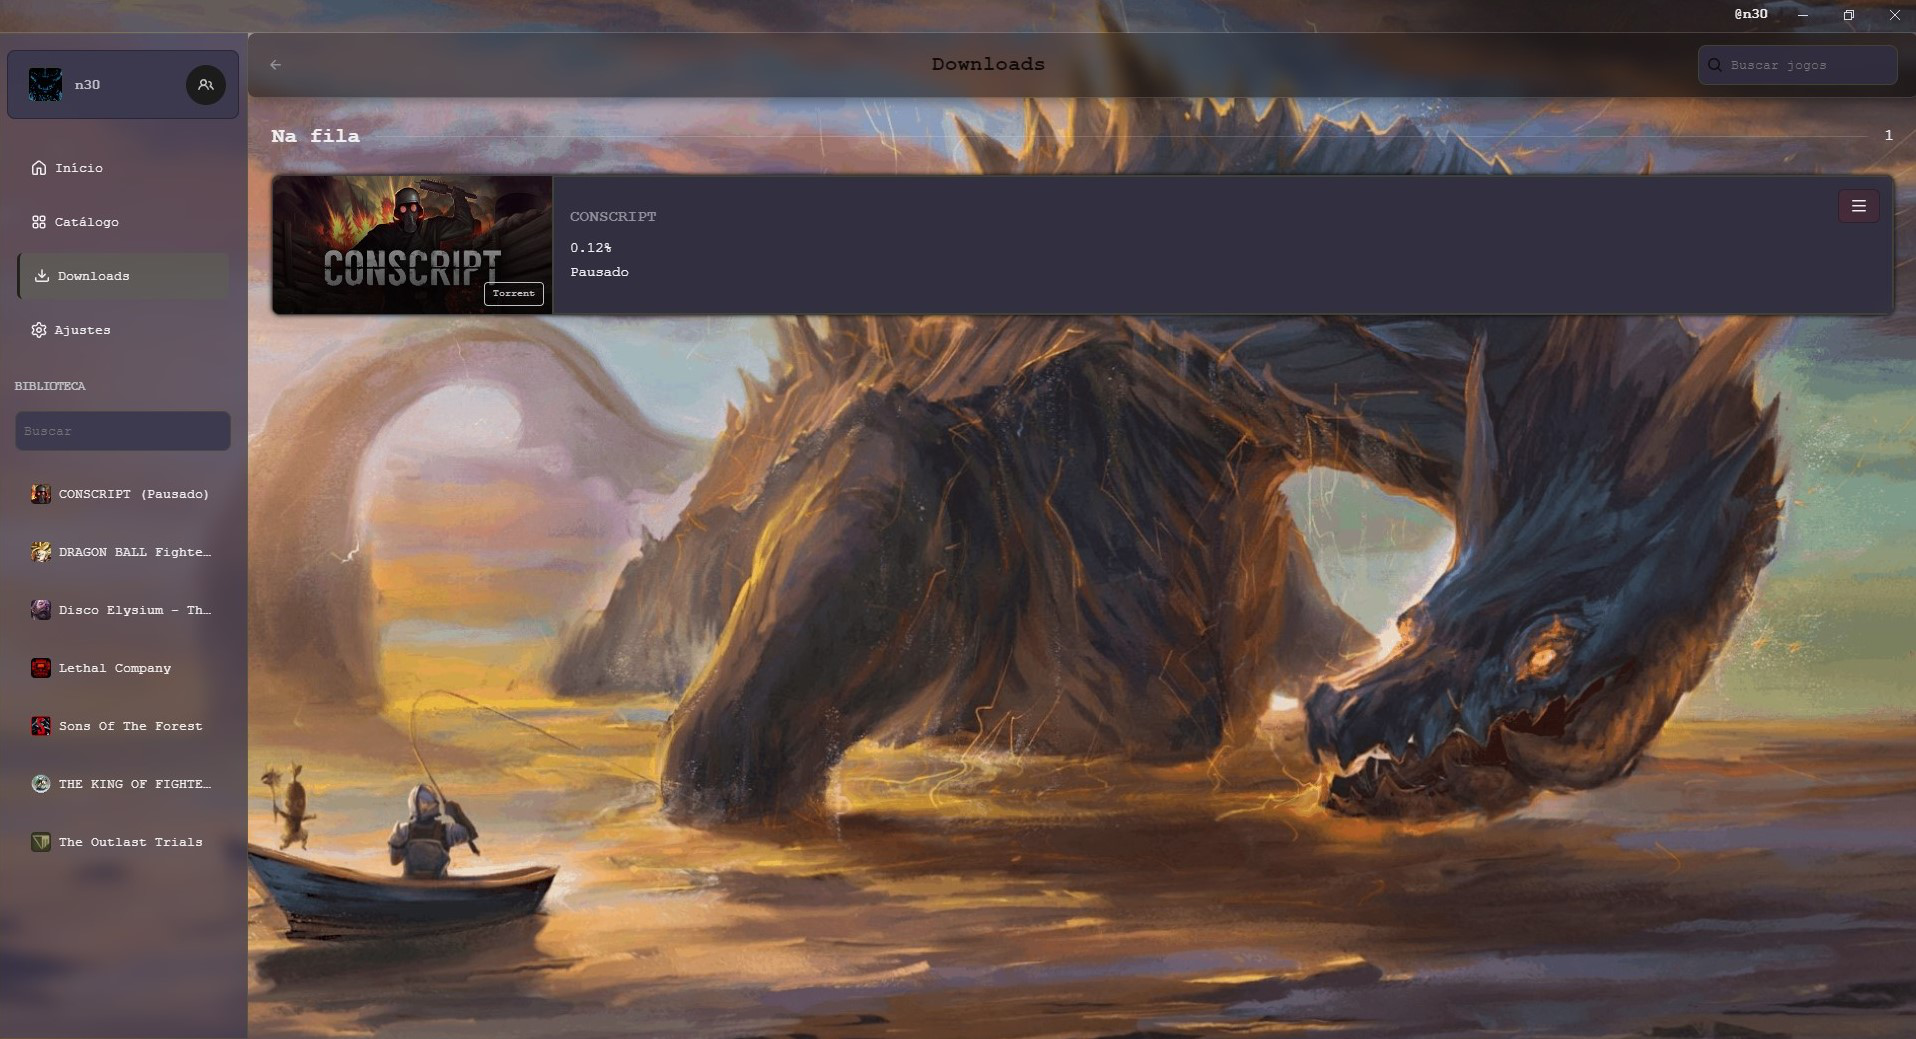 @n30
n30
Downloads
Buscar jogos
Início
Catálogo
Downloads
Ajustes
BIBLIOTECA
Buscar
CONSCRIPT (Pausado)
DRAGON BALL Fighte…
Disco Elysium - Th…
Lethal Company
Sons Of The Forest
THE KING OF FIGHTE…
The Outlast Trials
Na fila
1
CONSCRIPT
Torrent
CONSCRIPT
0.12%
Pausado